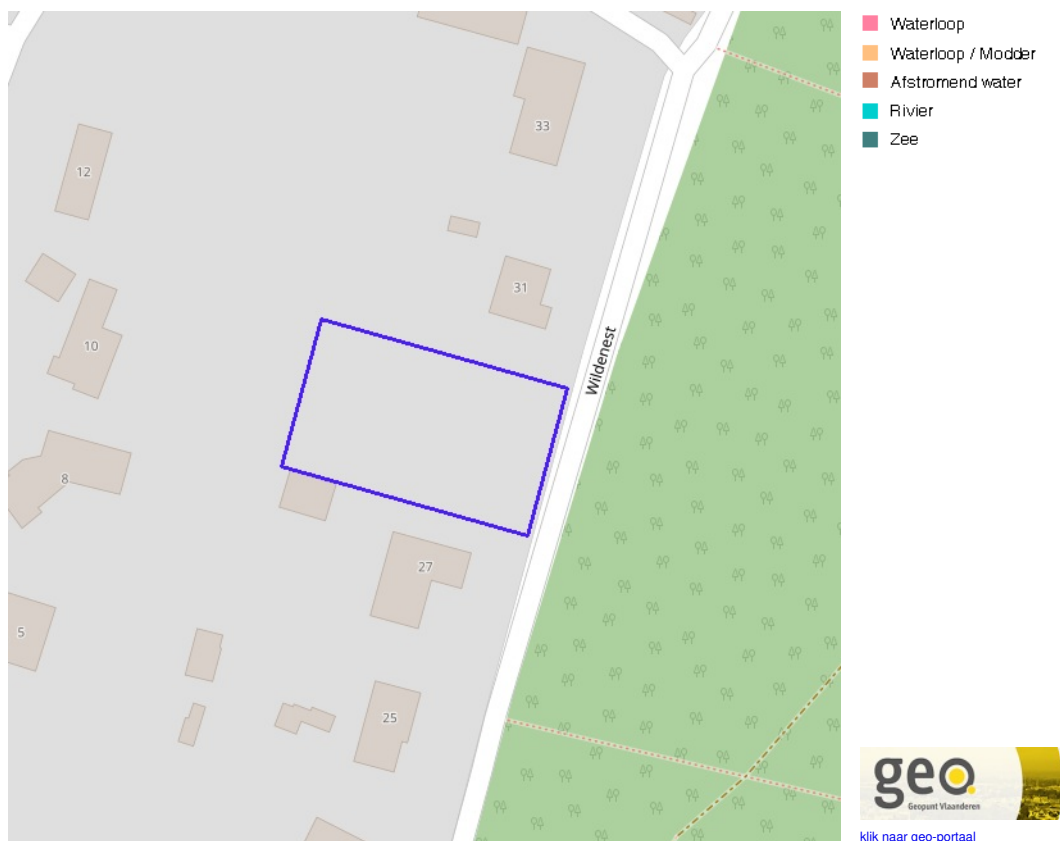 Waterloop
Waterloop / Modder
Afstromend water
Rivier
Zee
33
12
31
10
Wildenest
8
27
5
25
geo
Geopunt Vlaanderen
klik naar geo-portaal